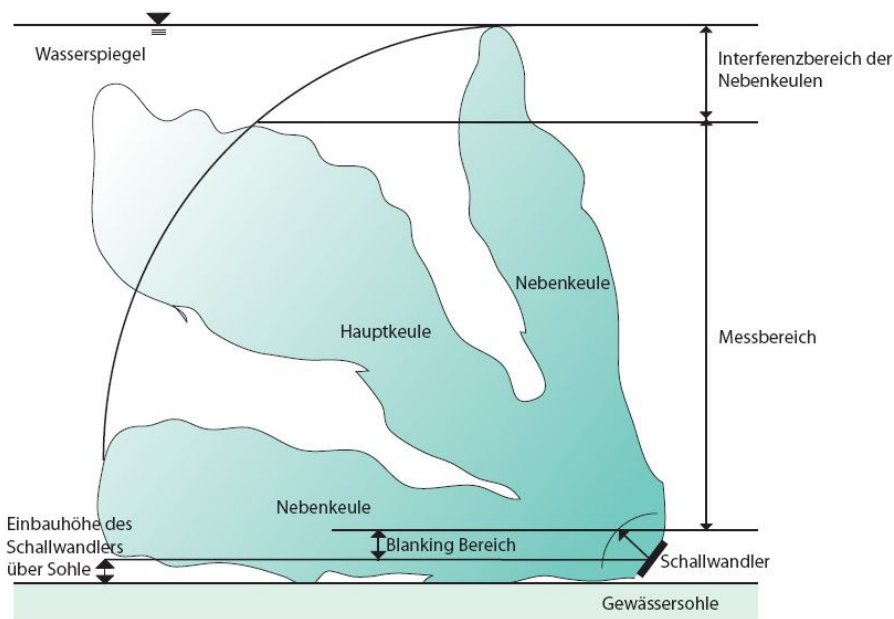 Wasserspiegel
Interferenzbereich der
Nebenkeulen
Nebenkeule
Hauptkeule
Messbereich
Nebenkeule
Einbauhöhe des
Schallwandlers
über Sohle
Blanking Bereich
Schallwandler
Gewässersohle